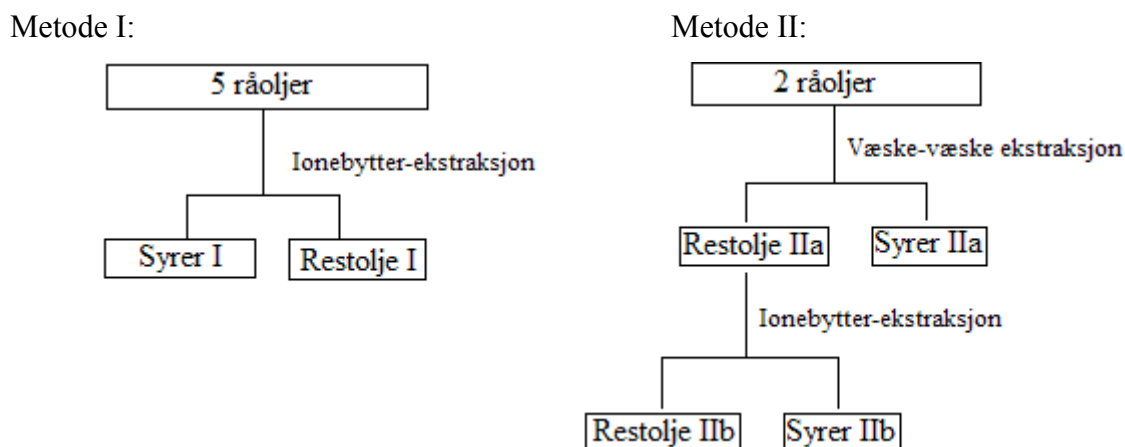 Metode I:
5 råoljer
Ionebytter-ekstraksjon
Syrer I
Restolje I
Metode II:
2 råoljer
Væske-væske ekstraksjon
Restolje IIa
Syrer IIa
Ionebytter-ekstraksjon
Restolje IIb
Syrer IIb